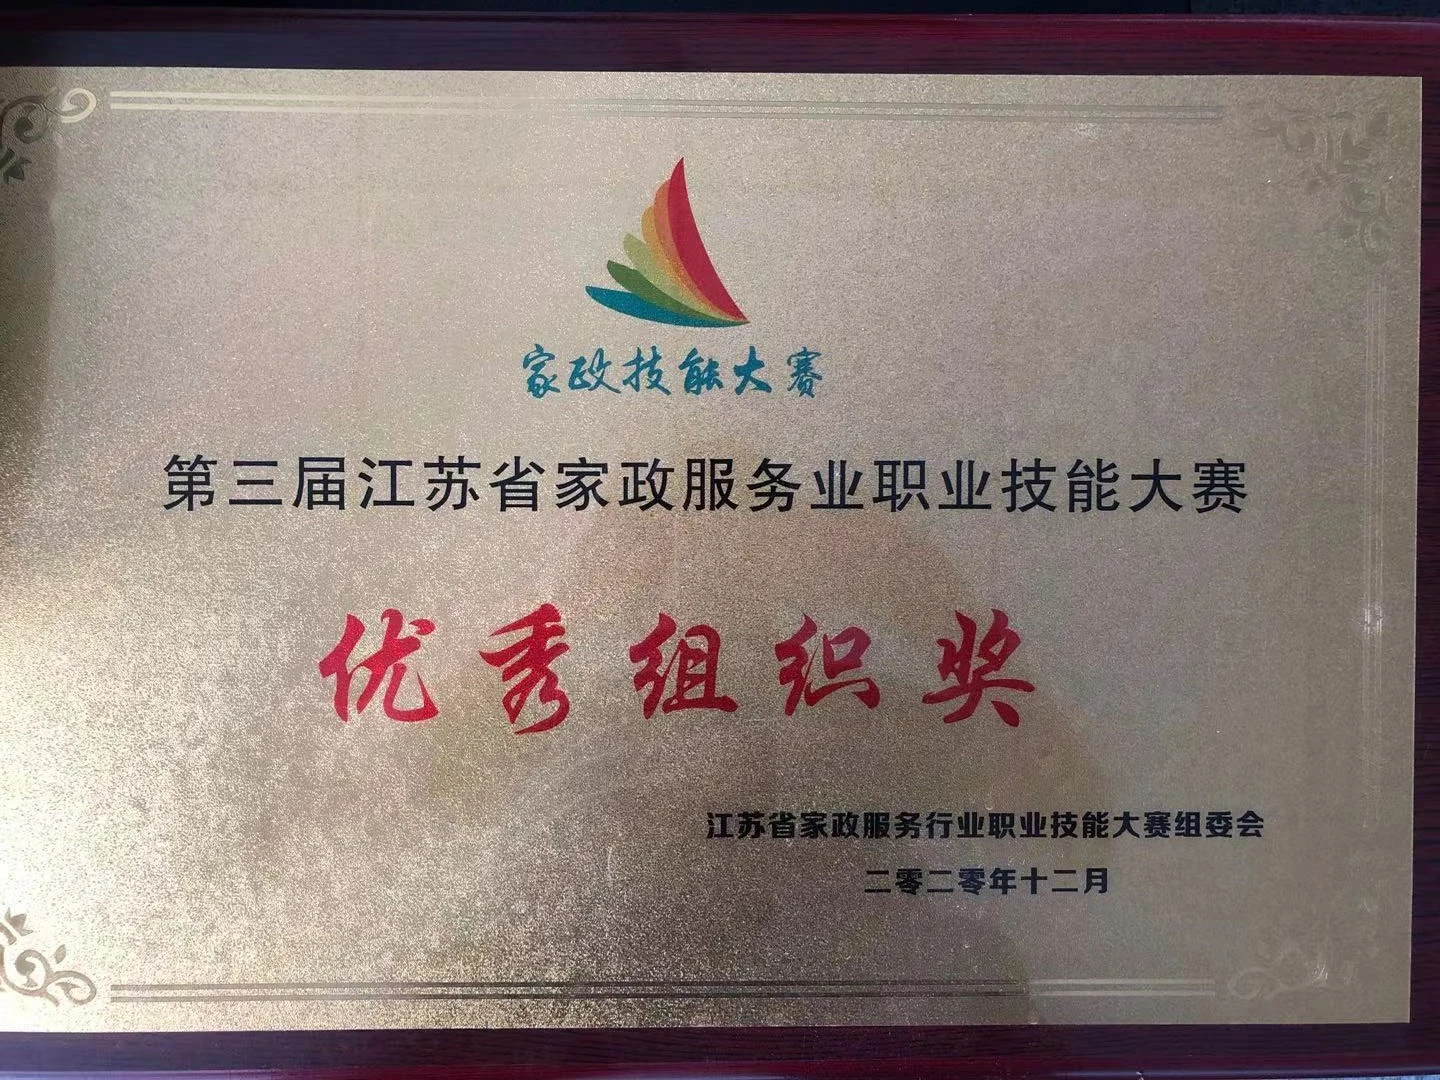 家政技能大赛
第三届江苏省家政服务业职业技能大赛
优秀组织奖
江苏省家政服务行业职业技能大赛组委会
二零二零年十二月